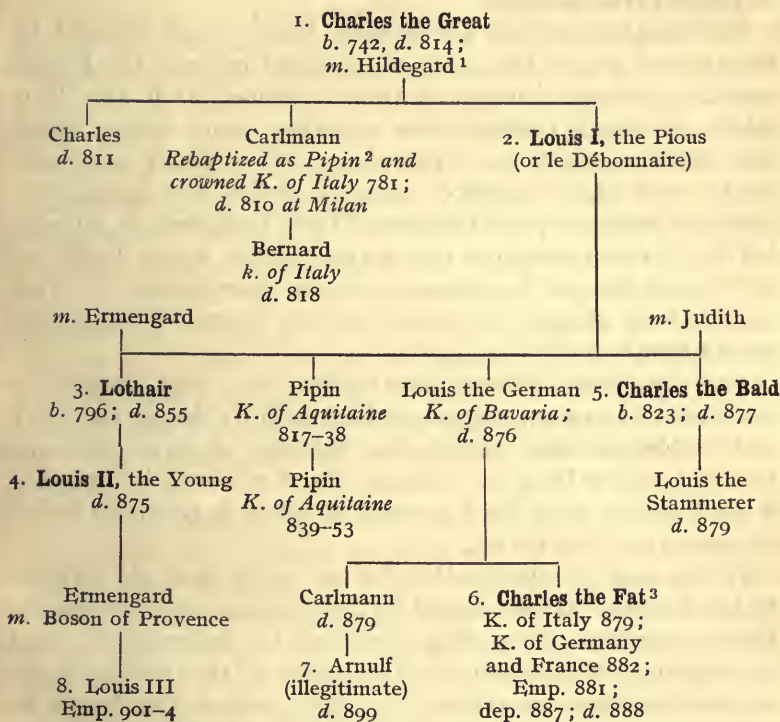 1. Charles the Great
b. 742, d. 814;
m. Hildegard ¹
Charles
d. 811
Carlmann
Rebaptized as Pipin ² and
crowned K. of Italy 781;
d. 810 at Milan
2. Louis I, the Pious
(or le Débonnaire)
Bernard
k. of Italy
d. 818
m. Ermengard
m. Judith
3. Lothair
b. 796; d. 855
Pipin
K. of Aquitaine
817–38
Louis the German
K. of Bavaria;
d. 876
5. Charles the Bald
b. 823; d. 877
4. Louis II, the Young
d. 875
Pipin
K. of Aquitaine
839–53
Louis the
Stammerer
d. 879
Ermengard
m. Boson of Provence
Carlmann
d. 879
6. Charles the Fat ³
K. of Italy 879;
K. of Germany
and France 882;
Emp. 881;
dep. 887; d. 888
8. Louis III
Emp. 901–4
7. Arnulf
(illegitimate)
d. 899